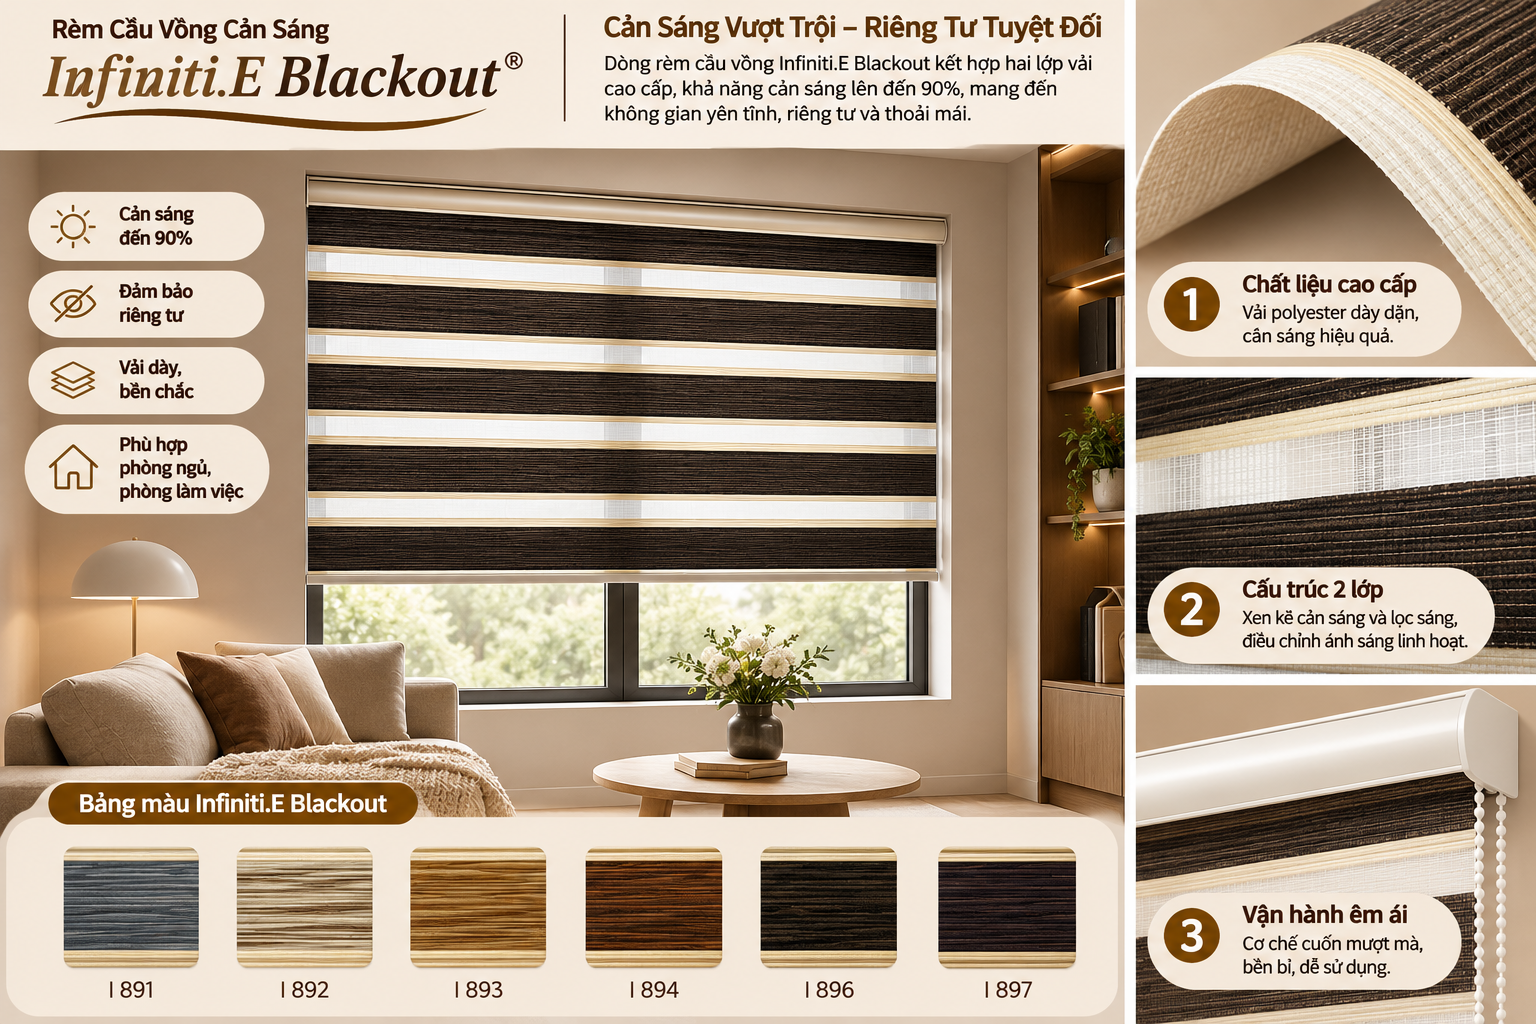 Rèm Cầu Vồng Cản Sáng
Infiniti.E Blackout®
Cản Sáng Vượt Trội – Riêng Tư Tuyệt Đối
Dòng rèm cầu vồng Infiniti.E Blackout kết hợp hai lớp vải
cao cấp, khả năng cản sáng lên đến 90%, mang đến
không gian yên tĩnh, riêng tư và thoải mái.
Cản sáng
đến 90%
Đảm bảo
riêng tư
Vải dày,
bền chắc
Phù hợp
phòng ngủ,
phòng làm việc
1
Chất liệu cao cấp
Vải polyester dày dặn,
cản sáng hiệu quả.
2
Cấu trúc 2 lớp
Xen kẽ cản sáng và lọc sáng,
điều chỉnh ánh sáng linh hoạt.
3
Vận hành êm ái
Cơ chế cuốn mượt mà,
bền bỉ, dễ sử dụng.
Bảng màu Infiniti.E Blackout
I 891
I 892
I 893
I 894
I 896
I 897